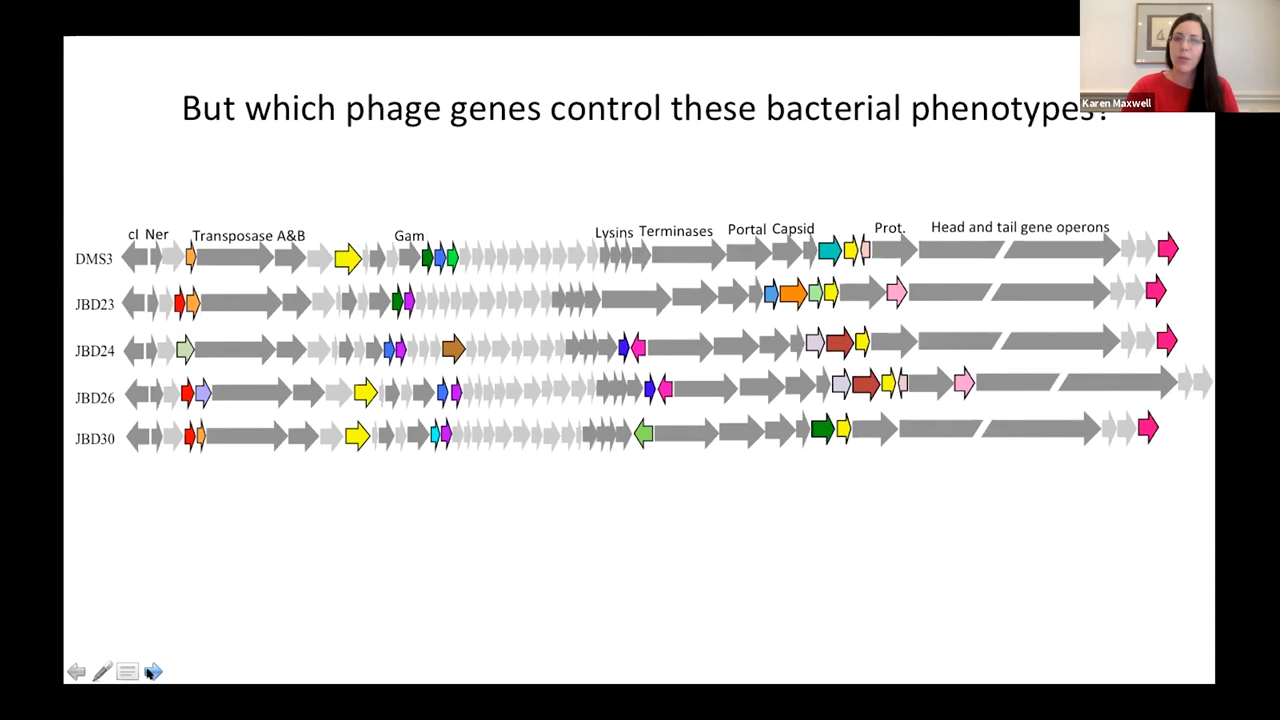 Karen Maxwell
But which phage genes control these bacterial phenotypes?
cI Ner Transposase A&B Gam Lysins Terminases Portal Capsid Prot. Head and tail gene operons
DMS3
JBD23
JBD24
JBD26
JBD30